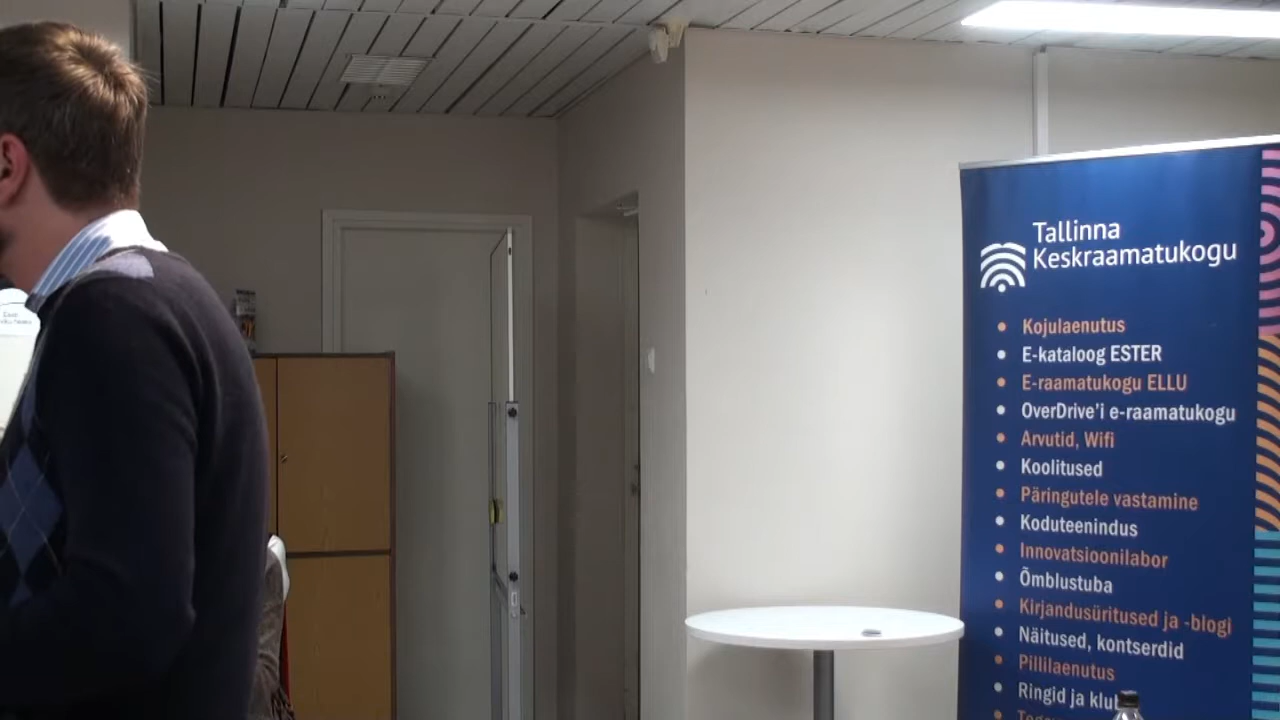 Tallinna
Keskraamatukogu
Kojulaenutus
E-kataloog ESTER
E-raamatukogu ELLU
OverDrive'i e-raamatukogu
Arvutid, Wifi
Koolitused
Päringutele vastamine
Koduteenindus
Innovatsioonilabor
Õmblustuba
Kirjandusüritused ja -blogi
Näitused, kontserdid
Pillilaenutus
Ringid ja klub